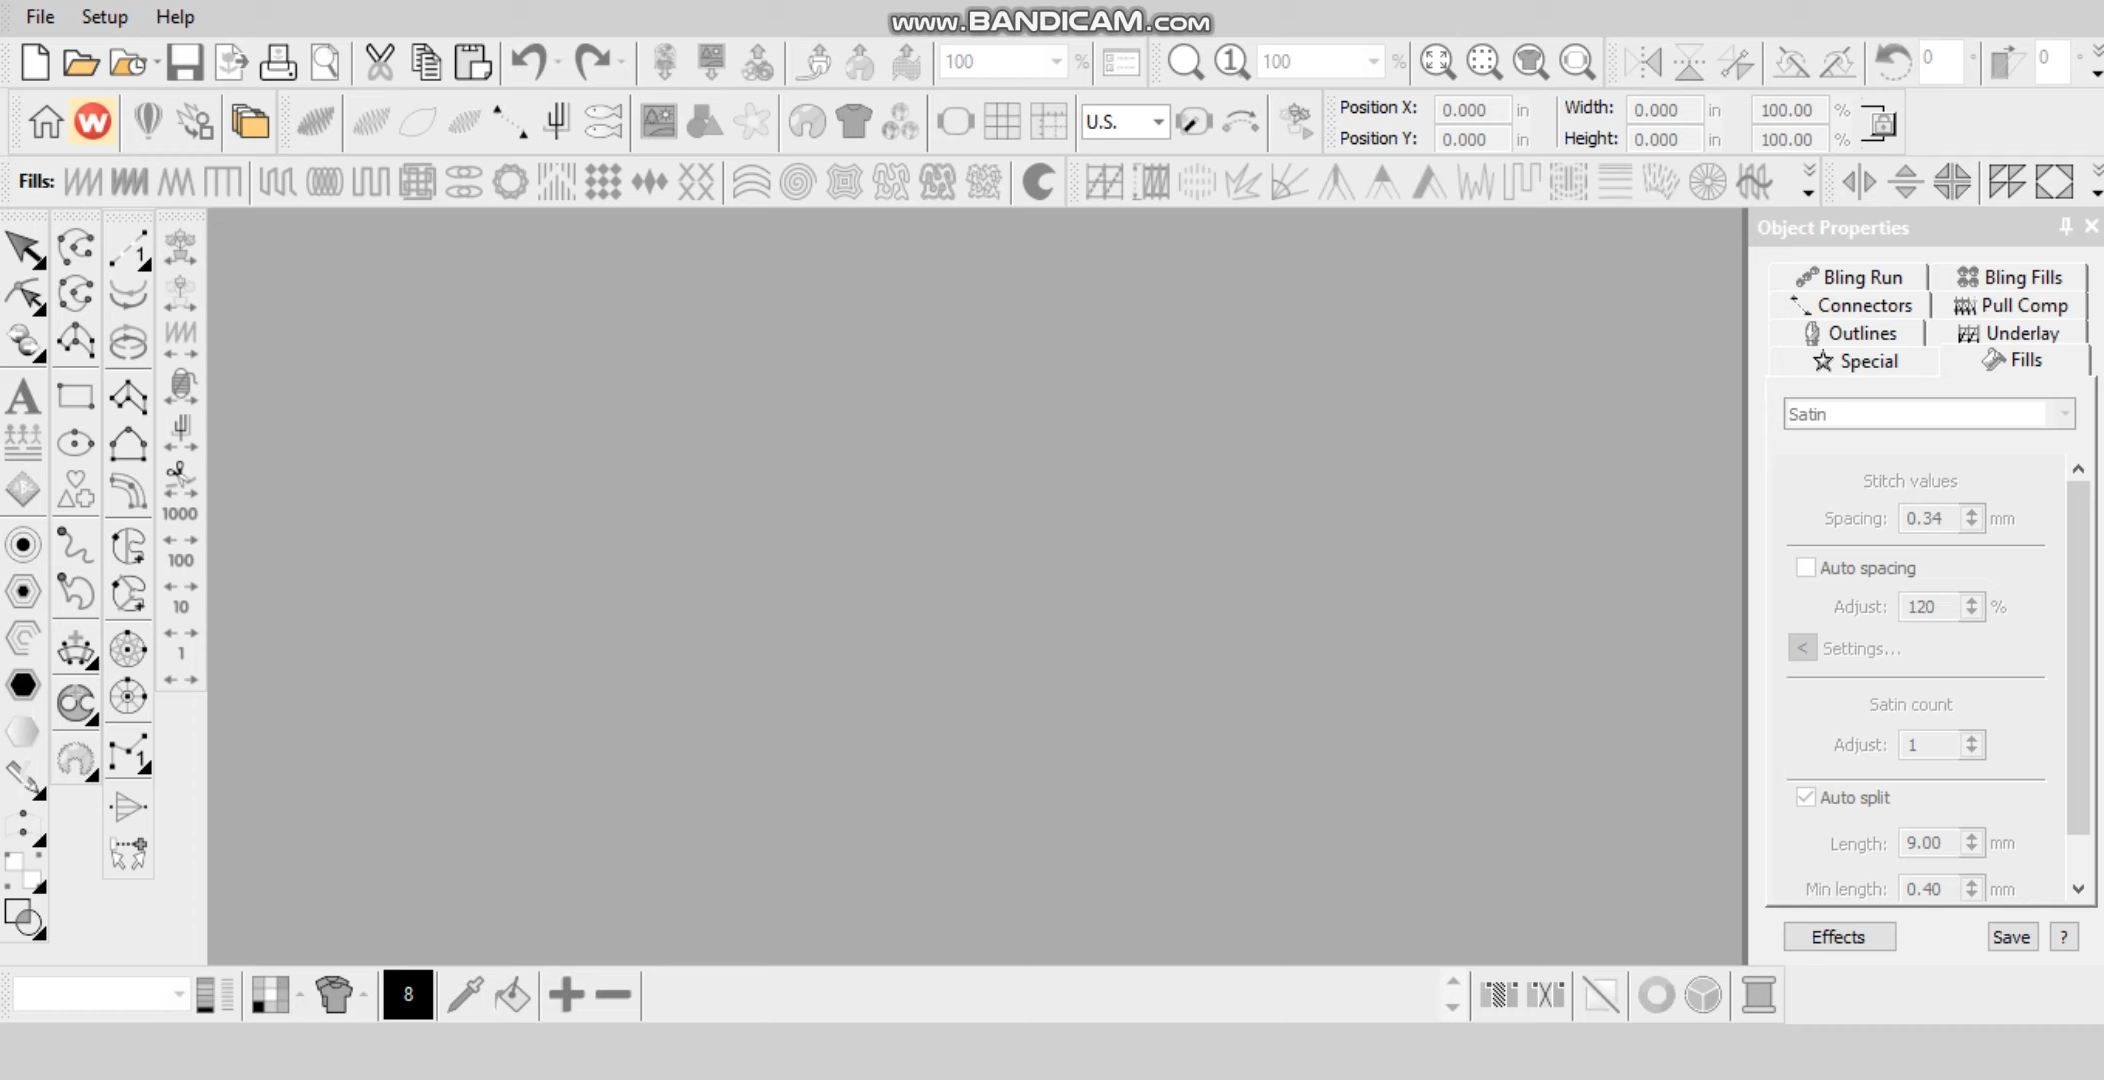 File Setup Help
www.BANDICAM.com
100 % 1 100 % 0 ° 0 °
W U.S. Position X: 0.000 in Width: 0.000 in 100.00 %
Position Y: 0.000 in Height: 0.000 in 100.00 %
Fills:
Object Properties
1
Bling Run Bling Fills
Connectors Pull Comp
Outlines Underlay
Special Fills
A
Satin
ABC
Stitch values
1000
Spacing: 0.34 mm
100
Auto spacing
10
Adjust: 120 %
1
Settings...
Satin count
1
Adjust: 1
Auto split
Length: 9.00 mm
Min length: 0.40 mm
Effects Save ?
8